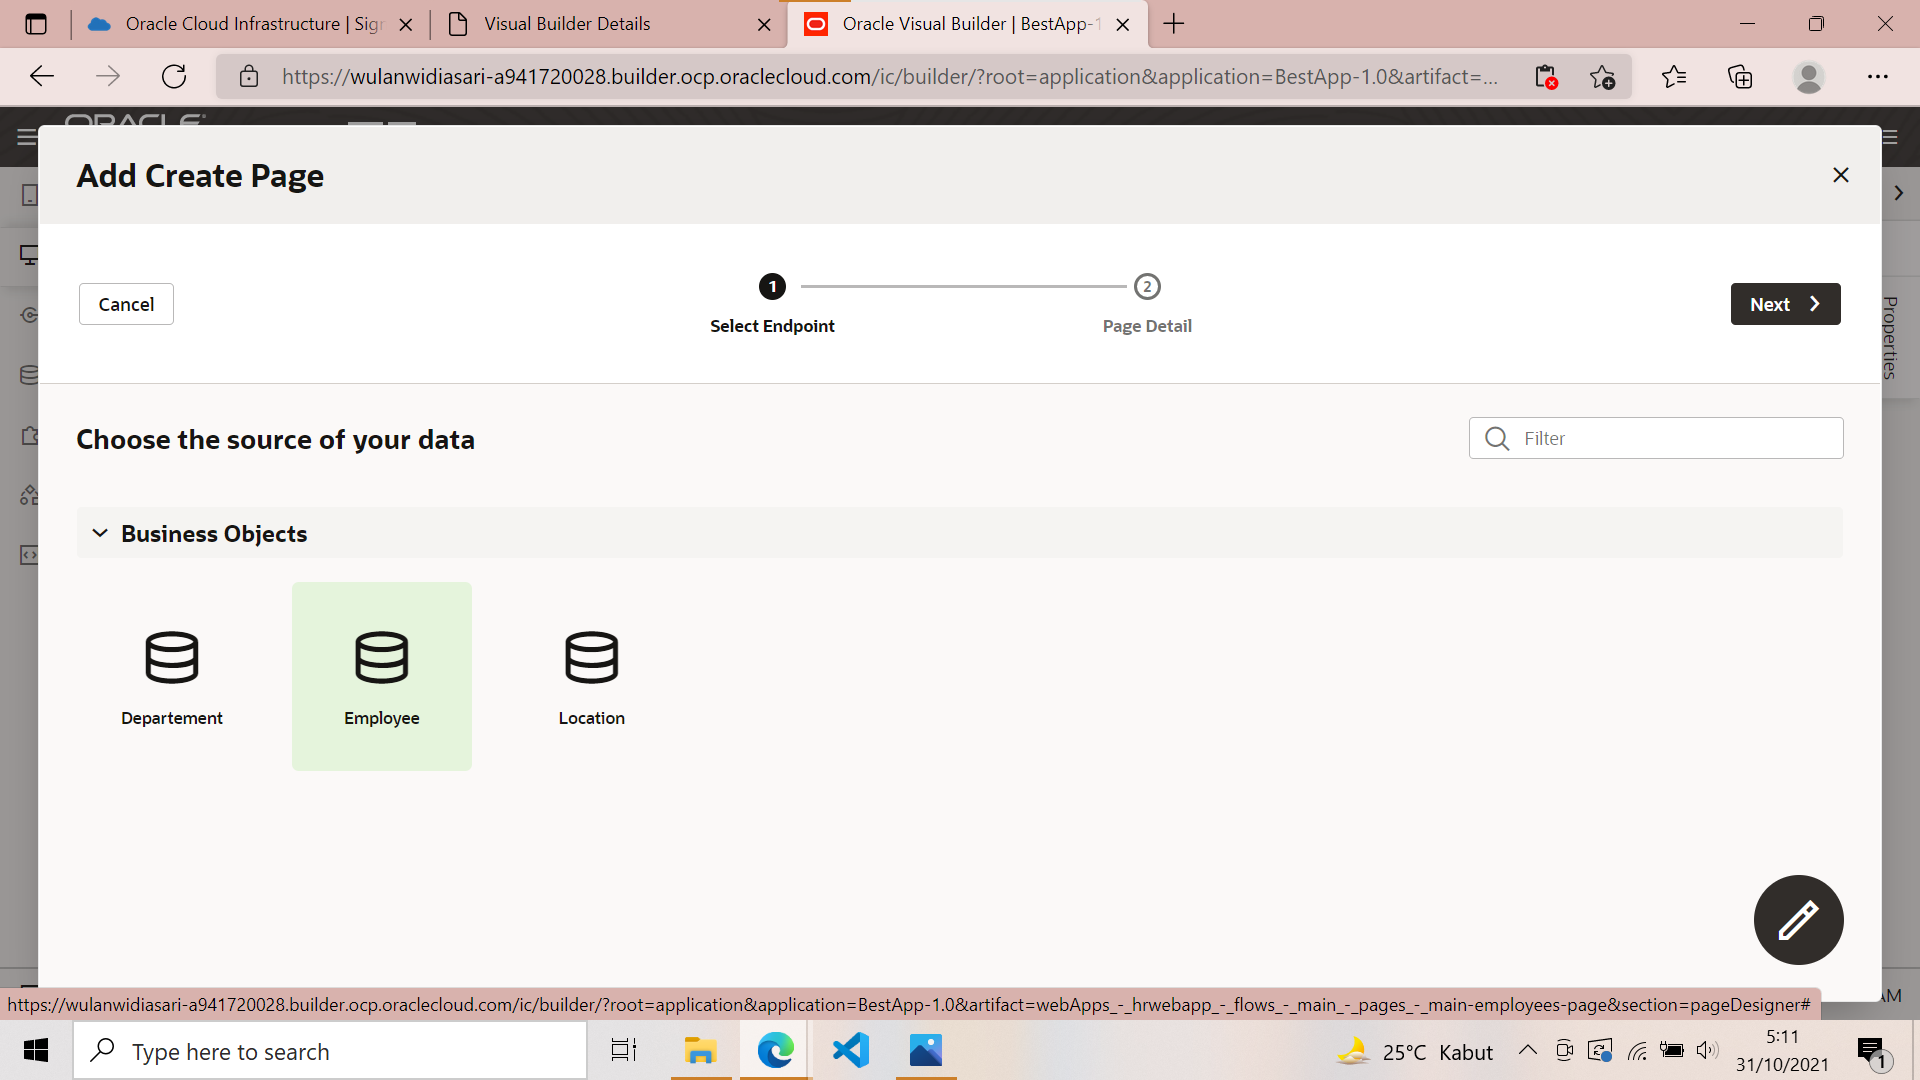 Oracle Cloud Infrastructure | Sign
Visual Builder Details
Oracle Visual Builder | BestApp-1
https://wulanwidiasari-a941720028.builder.ocp.oraclecloud.com/ic/builder/?root=application&application=BestApp-1.0&artifact=...
ORACLE
Add Create Page
Cancel
1
2
Select Endpoint
Page Detail
Next
Properties
Choose the source of your data
Filter
Business Objects
Departement
Employee
Location
AM
https://wulanwidiasari-a941720028.builder.ocp.oraclecloud.com/ic/builder/?root=application&application=BestApp-1.0&artifact=webApps_-_hrwebapp_-_flows_-_main_-_pages_-_main-employees-page&section=pageDesigner#
Type here to search
25°C Kabut
5:11
31/10/2021
1